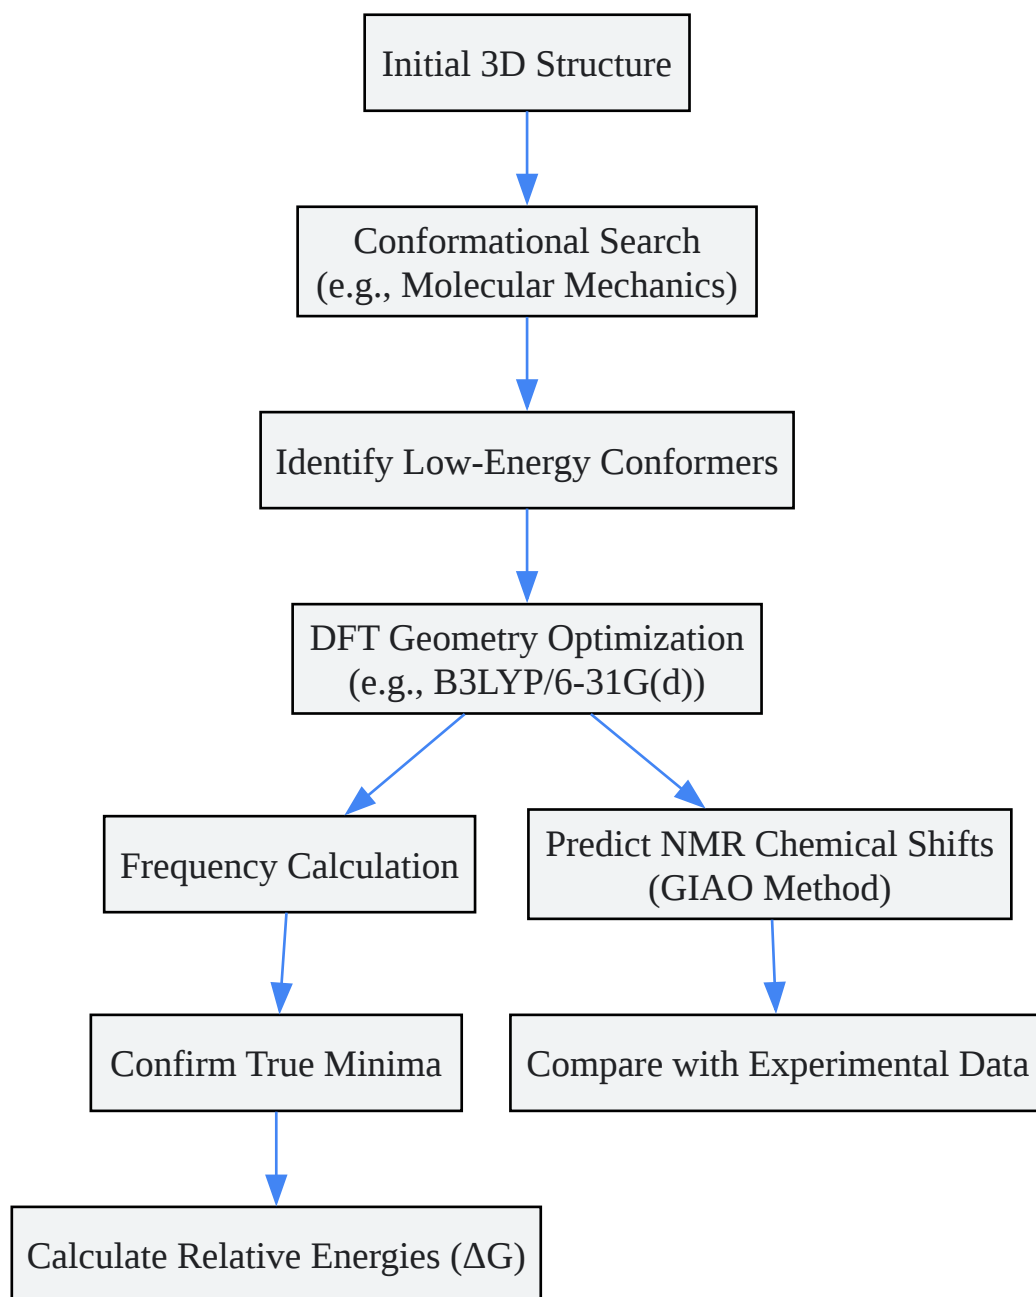 Initial 3D Structure
Conformational Search
(e.g., Molecular Mechanics)
Identify Low-Energy Conformers
DFT Geometry Optimization
(e.g., B3LYP/6-31G(d))
Frequency Calculation
Predict NMR Chemical Shifts
(GIAO Method)
Confirm True Minima
Compare with Experimental Data
Calculate Relative Energies (ΔG)